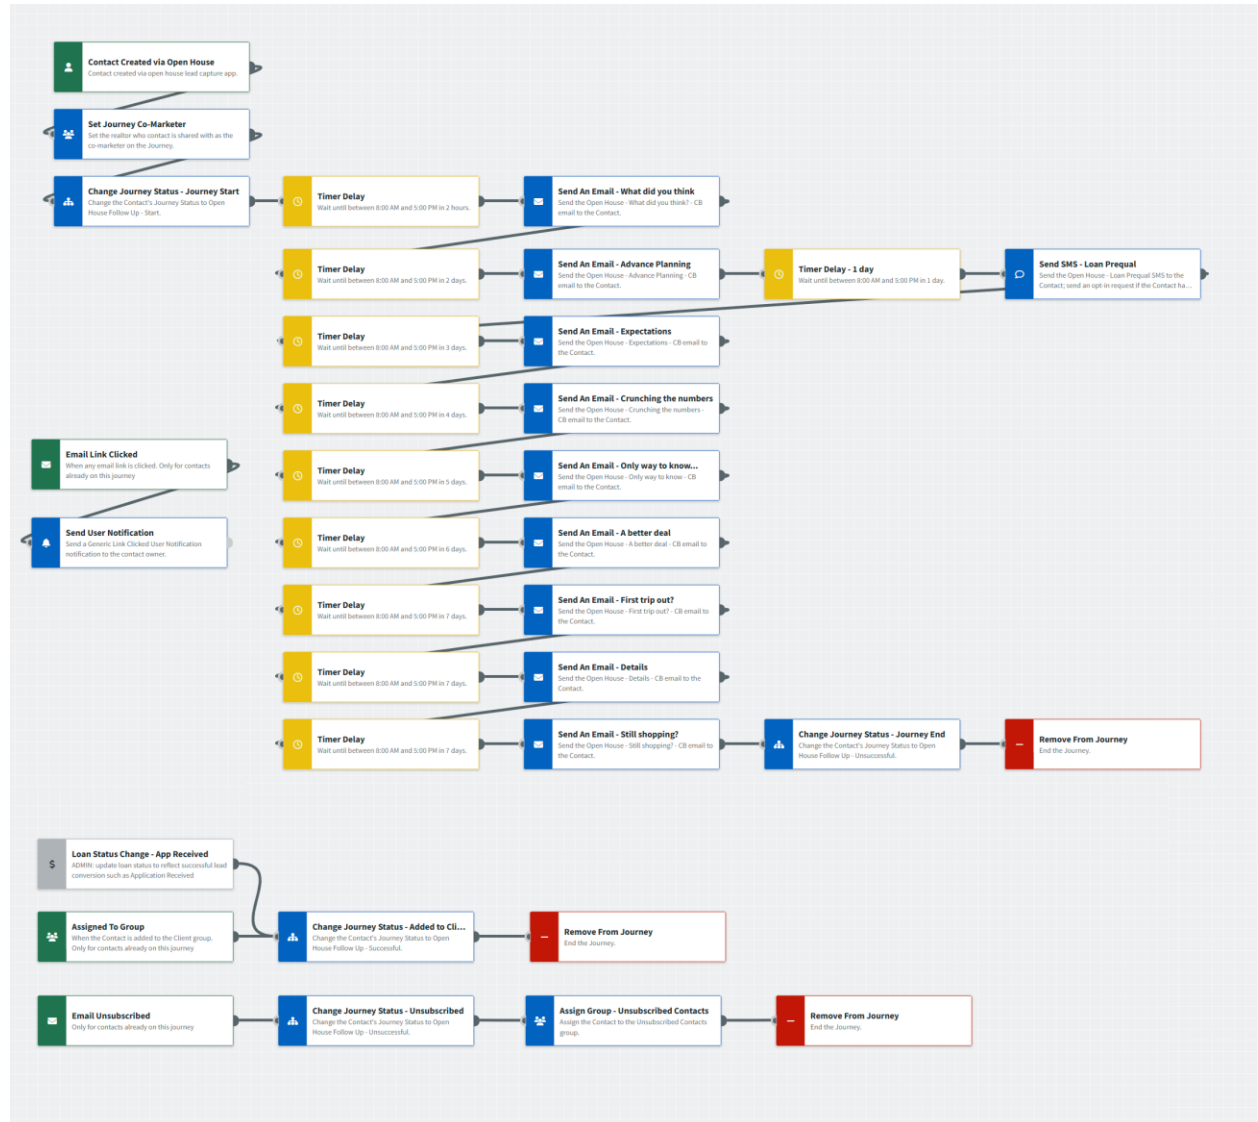 Contact Created via Open House
Contact created via open house lead capture app.
Set Journey Co-Marketer
Set the realtor who contact is shared with as the
co-marketer on the Journey.
Change Journey Status - Journey Start
Change the Contact's Journey Status to Open
House Follow Up - Start.
Timer Delay
Wait until between 8:00 AM and 5:00 PM in 2 hours.
Send An Email - What did you think
Send the Open House - What did you think? - CB
email to the Contact.
Timer Delay
Wait until between 8:00 AM and 5:00 PM in 2 days.
Send An Email - Advance Planning
Send the Open House - Advance Planning - CB
email to the Contact.
Timer Delay - 1 day
Wait until between 8:00 AM and 5:00 PM in 1 day.
Send SMS - Loan Prequal
Send the Open House - Loan Prequal SMS to the
Contact; send an opt-in request if the Contact ha...
Timer Delay
Wait until between 8:00 AM and 5:00 PM in 3 days.
Send An Email - Expectations
Send the Open House - Expectations - CB email to
the Contact.
Timer Delay
Wait until between 8:00 AM and 5:00 PM in 4 days.
Send An Email - Crunching the numbers
Send the Open House - Crunching the numbers -
CB email to the Contact.
Email Link Clicked
When any email link is clicked. Only for contacts
already on this journey
Timer Delay
Wait until between 8:00 AM and 5:00 PM in 5 days.
Send An Email - Only way to know...
Send the Open House - Only way to know - CB
email to the Contact.
Send User Notification
Send a Generic Link Clicked User Notification
notification to the contact owner.
Timer Delay
Wait until between 8:00 AM and 5:00 PM in 6 days.
Send An Email - A better deal
Send the Open House - A better deal - CB email to
the Contact.
Timer Delay
Wait until between 8:00 AM and 5:00 PM in 7 days.
Send An Email - First trip out?
Send the Open House - First trip out? - CB email to
the Contact.
Timer Delay
Wait until between 8:00 AM and 5:00 PM in 7 days.
Send An Email - Details
Send the Open House - Details - CB email to the
Contact.
Timer Delay
Wait until between 8:00 AM and 5:00 PM in 7 days.
Send An Email - Still shopping?
Send the Open House - Still shopping? - CB email to
the Contact.
Change Journey Status - Journey End
Change the Contact's Journey Status to Open
House Follow Up - Unsuccessful.
Remove From Journey
End the Journey.
Loan Status Change - App Received
ADMIN: update loan status to reflect successful lead
conversion such as Application Received
Assigned To Group
When the Contact is added to the Client group.
Only for contacts already on this journey
Change Journey Status - Added to Cli...
Change the Contact's Journey Status to Open
House Follow Up - Successful.
Remove From Journey
End the Journey.
Email Unsubscribed
Only for contacts already on this journey
Change Journey Status - Unsubscribed
Change the Contact's Journey Status to Open
House Follow Up - Unsuccessful.
Assign Group - Unsubscribed Contacts
Assign the Contact to the Unsubscribed Contacts
group.
Remove From Journey
End the Journey.